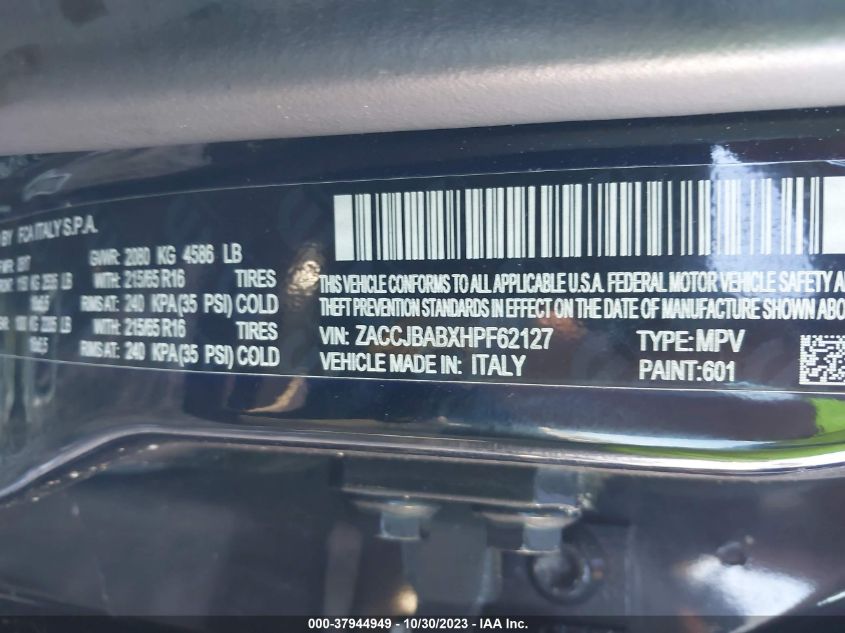 BY FCA ITALY S.P.A.
GVWR: 2080 KG 4586 LB
WITH: 215/65 R16 TIRES
RIMS AT: 240 KPA(35 PSI) COLD
WITH: 215/65 R16 TIRES
RIMS AT: 240 KPA(35 PSI) COLD
THIS VEHICLE CONFORMS TO ALL APPLICABLE U.S.A. FEDERAL MOTOR VEHICLE SAFETY
THEFT PREVENTION STANDARDS IN EFFECT ON THE DATE OF MANUFACTURE SHOWN ABO
VIN: ZACCJBABXHPF62127 TYPE: MPV
VEHICLE MADE IN: ITALY PAINT: 601
000-37944949 - 10/30/2023 - IAA Inc.